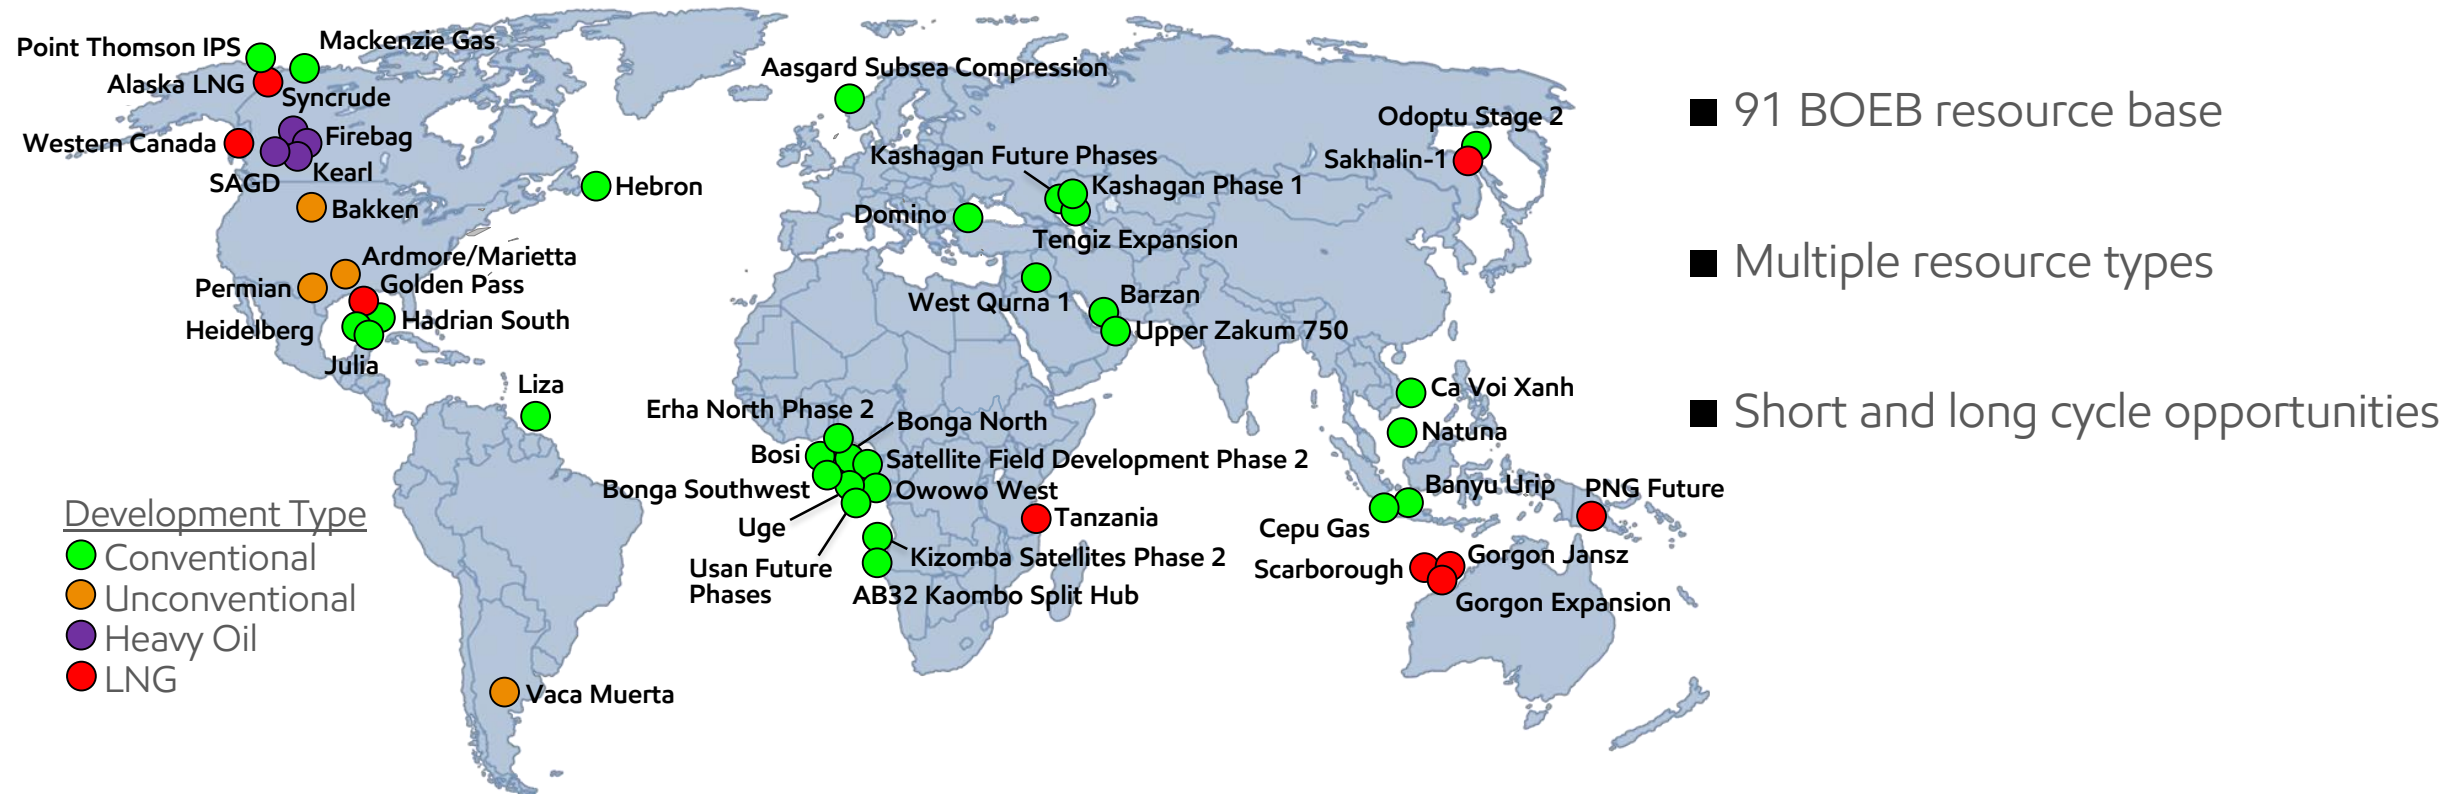 Point Thomson IPS
Mackenzie Gas
Alaska LNG
Syncrude
Western Canada
Firebag
Kearl
SAGD
Bakken
Hebron
Ardmore/Marietta
Golden Pass
Permian
Hadrian South
Heidelberg
Julia
Liza
Vaca Muerta
Aasgard Subsea Compression
Kashagan Future Phases
Kashagan Phase 1
Domino
Tengiz Expansion
West Qurna 1
Barzan
Upper Zakum 750
Erha North Phase 2
Bonga North
Bosi
Satellite Field Development Phase 2
Bonga Southwest
Owowo West
Uge
Tanzania
Usan Future
Phases
Kizomba Satellites Phase 2
AB32 Kaombo Split Hub
Odoptu Stage 2
Sakhalin-1
Ca Voi Xanh
Natuna
Banyu Urip
PNG Future
Cepu Gas
Gorgon Jansz
Scarborough
Gorgon Expansion
Development Type
Conventional
Unconventional
Heavy Oil
LNG
■ 91 BOEB resource base
■ Multiple resource types
■ Short and long cycle opportunities